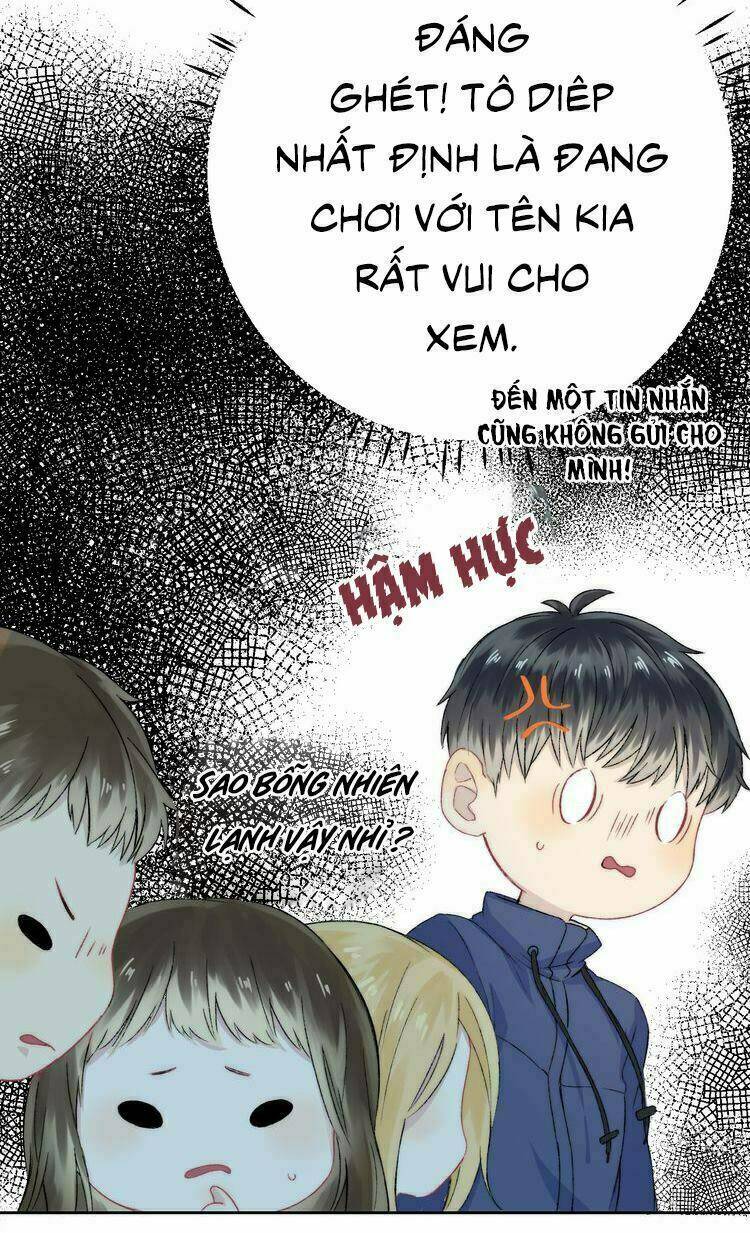 ĐÁNG
GHÉT! TÔ DIÊP
NHẤT ĐỊNH LÀ ĐANG
CHƠI VỚI TÊN KIA
RẤT VUI CHO
XEM.
ĐẾN MỘT TIN NHẮN
CŨNG KHÔNG GỬI CHO
MÌNH!
HẬM HỰC
SAO BỖNG NHIÊN
LẠNH VẬY NHỈ?